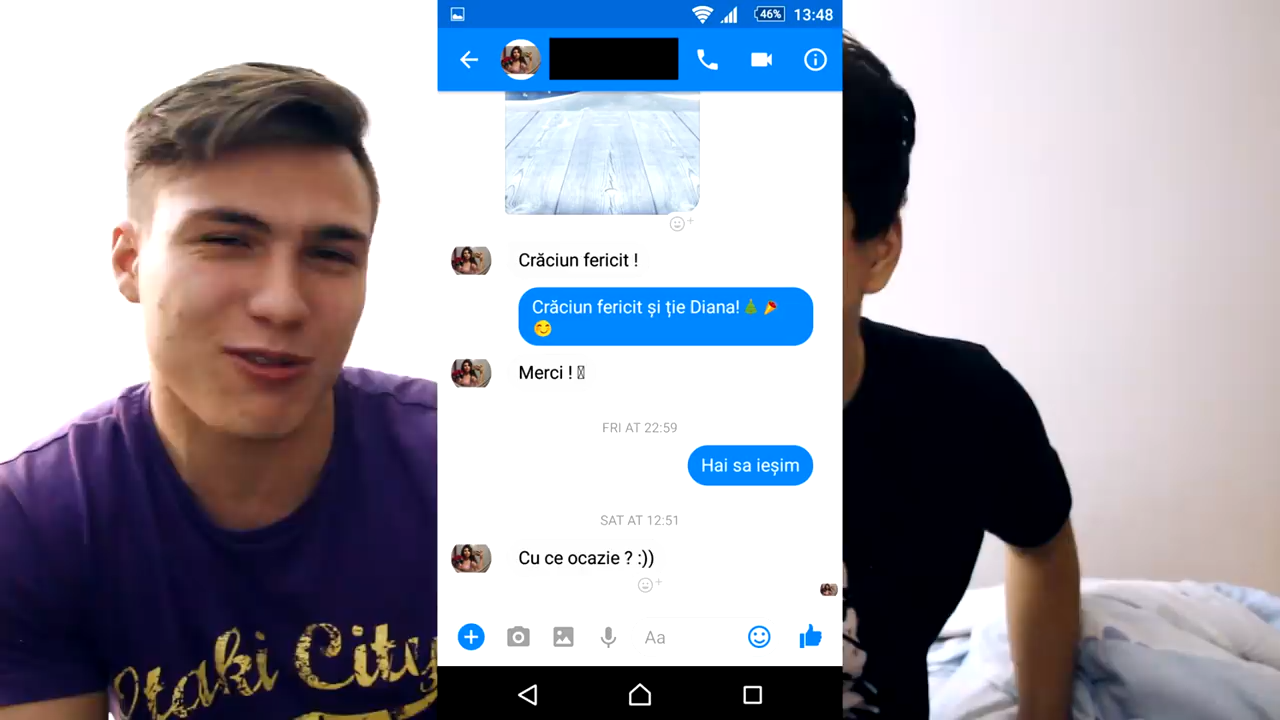 46% 13:48
Crăciun fericit !
Crăciun fericit și ție Diana!
Merci !
FRI AT 22:59
Hai sa ieșim
SAT AT 12:51
Cu ce ocazie ? :))
Aa
Otaki City